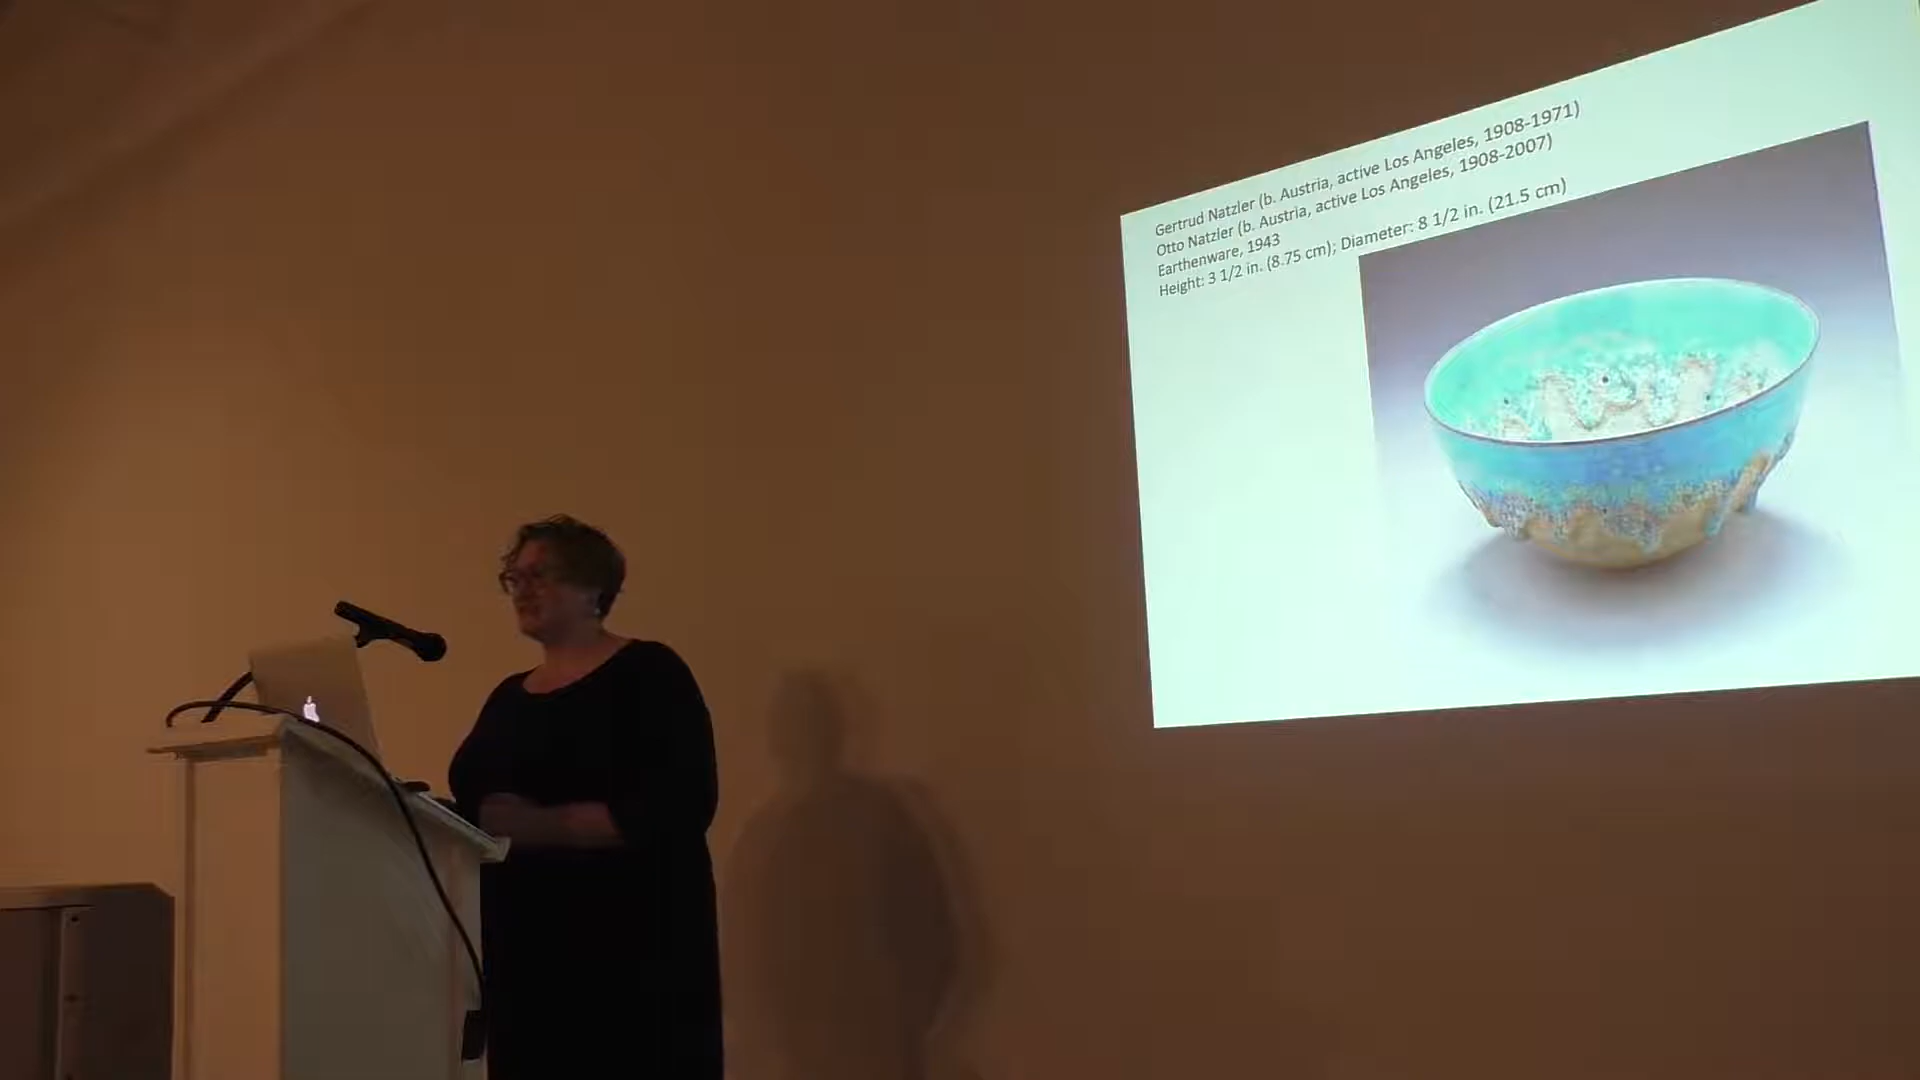 Gertrud Natzler (b. Austria, active Los Angeles, 1908-1971)
Otto Natzler (b. Austria, active Los Angeles, 1908-2007)
Earthenware, 1943
Height: 3 1/2 in. (8.75 cm); Diameter: 8 1/2 in. (21.5 cm)